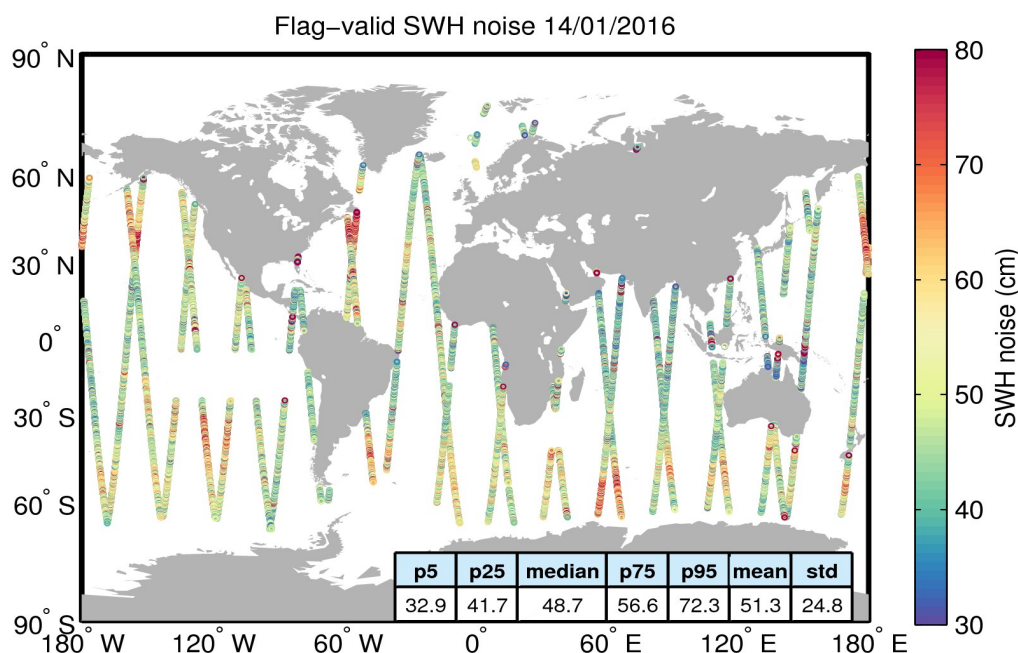 Flag−valid SWH noise 14/01/2016
90° N
60° N
30° N
0°
30° S
60° S
90° S
180° W 120° W 60° W 0° 60° E 120° E 180° E
80
70
60
50
40
30
SWH noise (cm)
p5 p25 median p75 p95 mean std
32.9 41.7 48.7 56.6 72.3 51.3 24.8